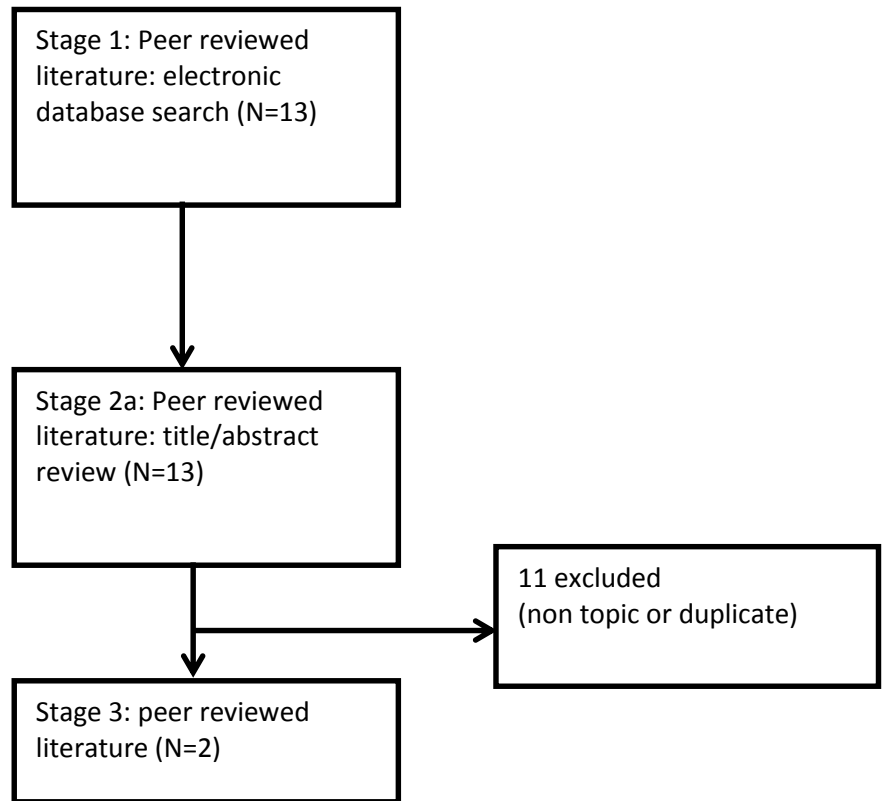 Stage 1: Peer reviewed
literature: electronic
database search (N=13)
Stage 2a: Peer reviewed
literature: title/abstract
review (N=13)
11 excluded
(non topic or duplicate)
Stage 3: peer reviewed
literature (N=2)